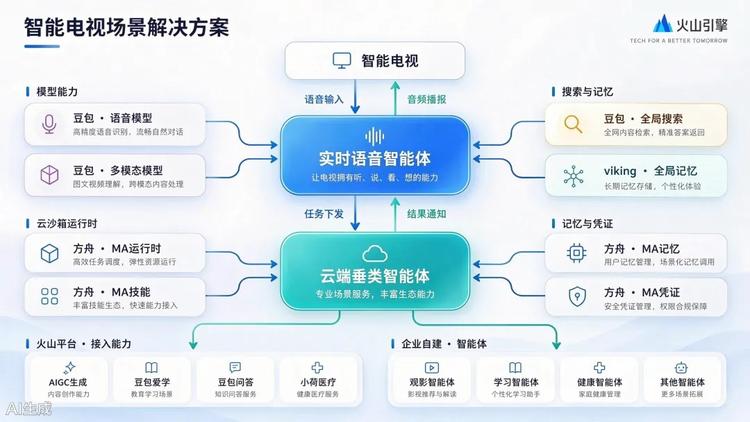 智能电视场景解决方案
火山引擎
TECH FOR A BETTER TOMORROW
智能电视
语音输入
音频播报
模型能力
豆包 • 语音模型
高精度语音识别，流畅自然对话
豆包 • 多模态模型
图文视频理解，跨模态内容处理
实时语音智能体
让电视拥有听、说、看、想的能力
搜索与记忆
豆包 • 全局搜索
全网内容检索，精准答案返回
viking • 全局记忆
长期记忆存储，个性化体验
任务下发
结果通知
云沙箱运行时
方舟 • MA运行时
高效任务调度，弹性资源运行
方舟 • MA技能
丰富技能生态，快速能力接入
云端垂类智能体
专业场景服务，丰富生态能力
记忆与凭证
方舟 • MA记忆
用户记忆管理，场景化记忆调用
方舟 • MA凭证
安全凭证管理，权限合规保障
火山平台 • 接入能力
AIGC生成
内容创作能力
豆包爱学
教育学习场景
豆包问答
知识问答服务
小荷医疗
健康医疗服务
企业自建 • 智能体
观影智能体
影视推荐与解读
学习智能体
个性化学习助手
健康智能体
家庭健康管理
其他智能体
更多场景拓展
AI生成